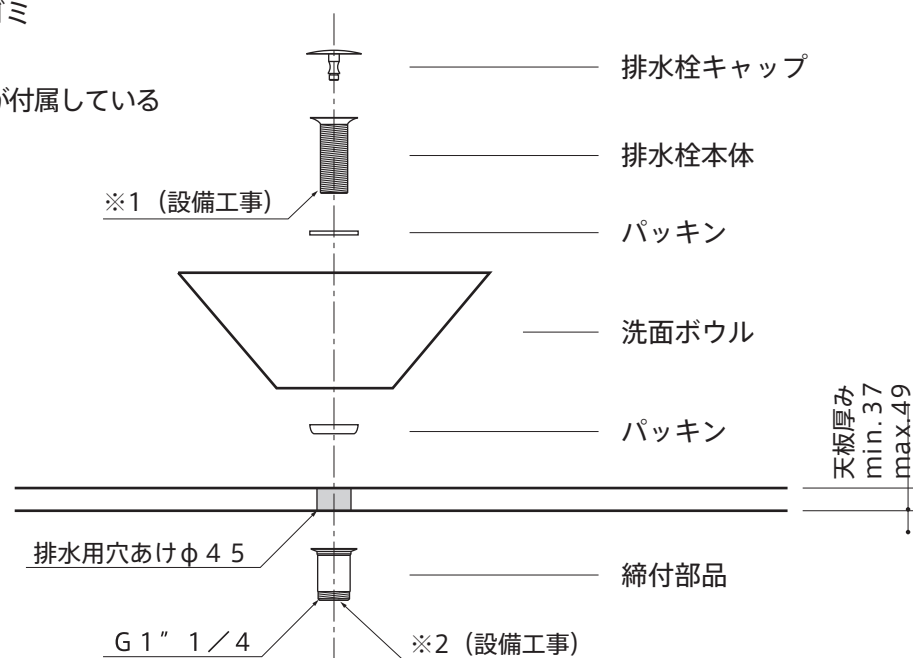 ゴミ
が付属している
排水栓キャップ
排水栓本体
※1（設備工事）
パッキン
洗面ボウル
パッキン
天板厚み
min.37
max.49
排水用穴あけφ４５
締付部品
Ｇ１”１／４
※2（設備工事）